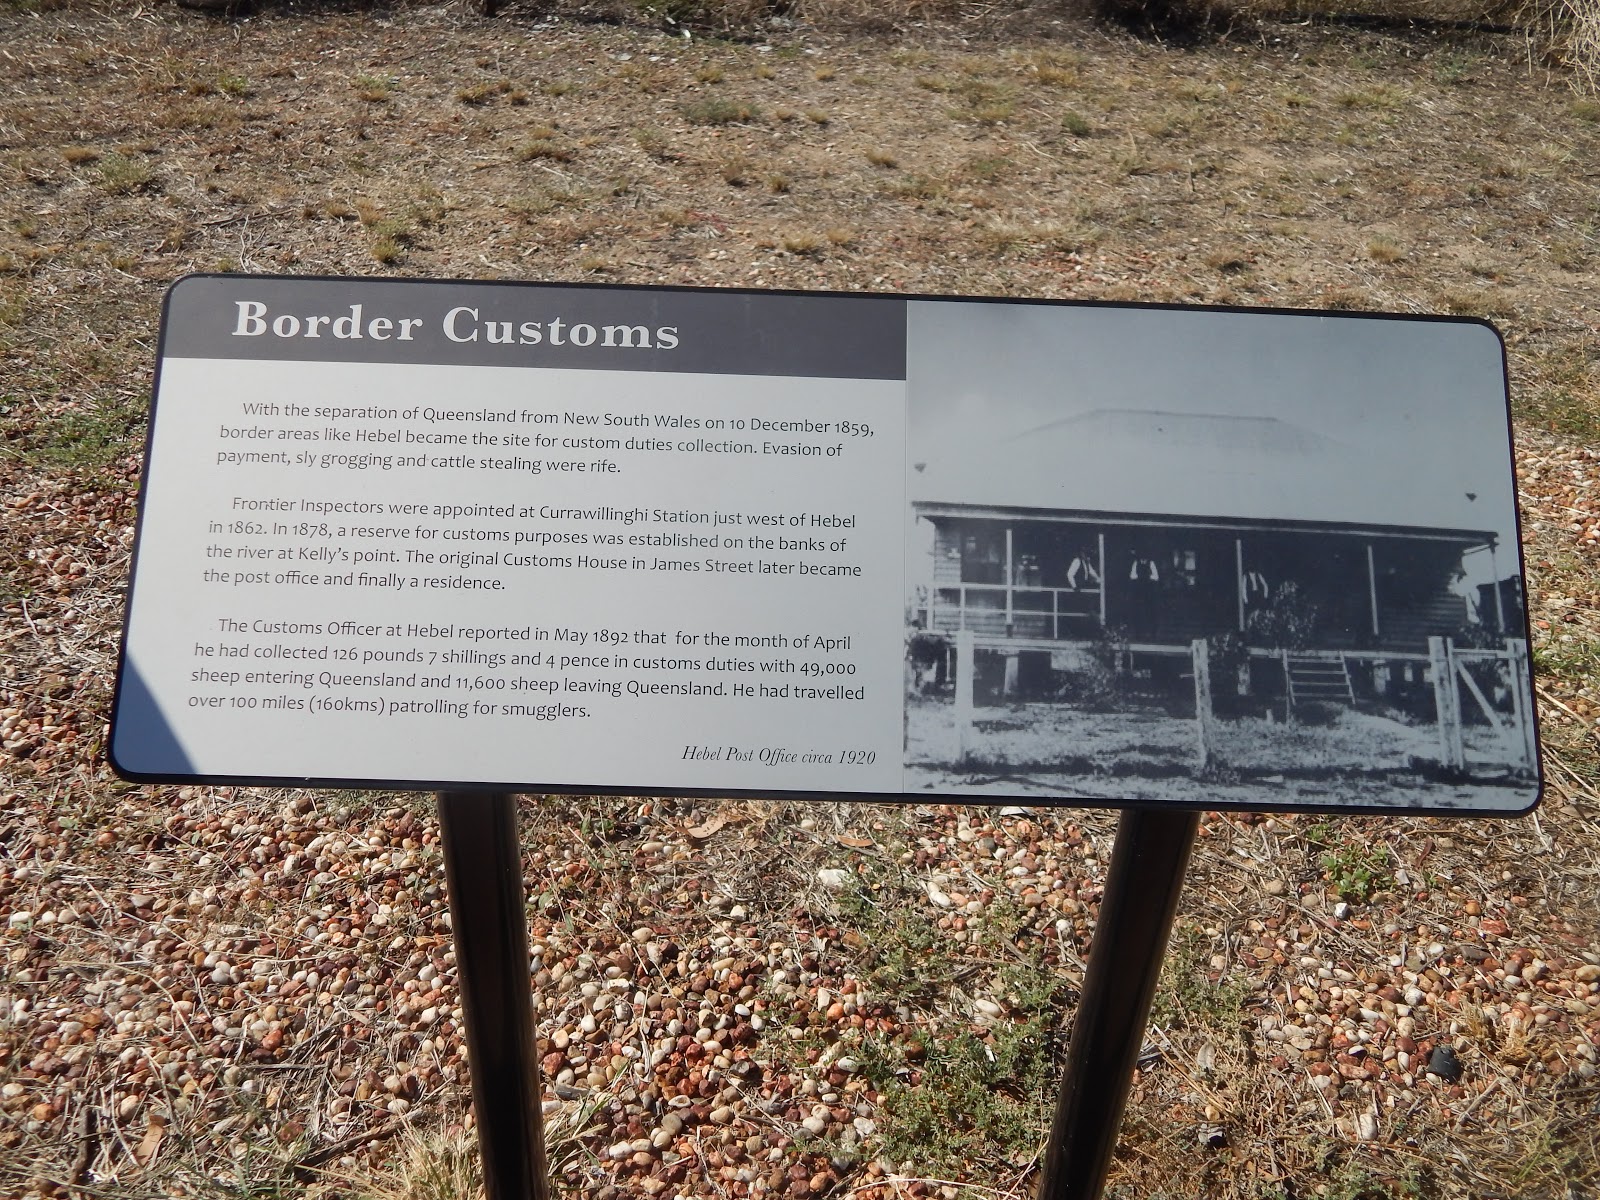 Border Customs
With the separation of Queensland from New South Wales on 10 December 1859,
border areas like Hebel became the site for custom duties collection. Evasion of
payment, sly grogging and cattle stealing were rife.
Frontier Inspectors were appointed at Currawillinghi Station just west of Hebel
in 1862. In 1878, a reserve for customs purposes was established on the banks of
the river at Kelly's point. The original Customs House in James Street later became
the post office and finally a residence.
The Customs Officer at Hebel reported in May 1892 that for the month of April
he had collected 126 pounds 7 shillings and 4 pence in customs duties with 49,000
sheep entering Queensland and 11,600 sheep leaving Queensland. He had travelled
over 100 miles (160kms) patrolling for smugglers.
Hebel Post Office circa 1920